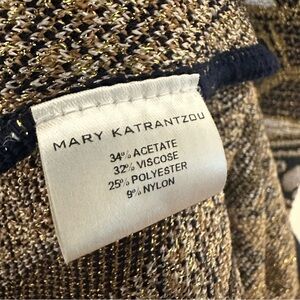 MARY KATRANTZOU
34% ACETATE
32% VISCOSE
25% POLYESTER
9% NYLON